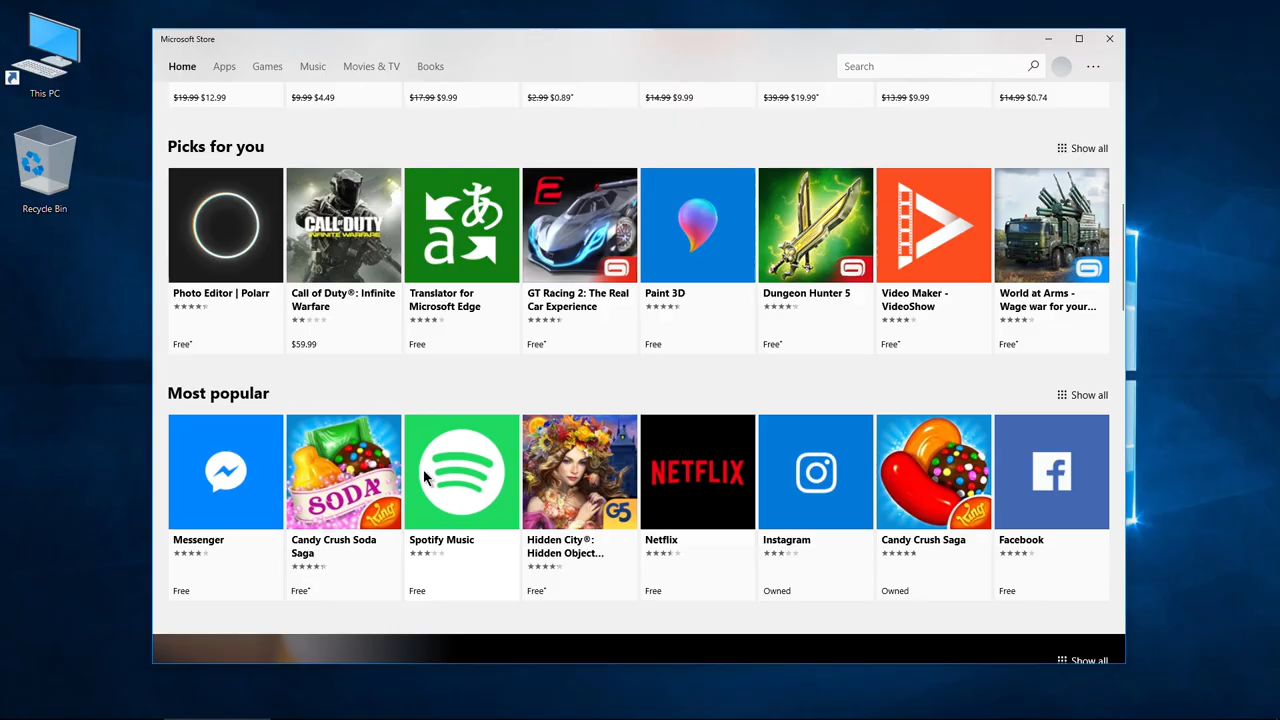 Microsoft Store
This PC
Recycle Bin
Home Apps Games Music Movies & TV Books Search
$19.99 $12.99 $9.99 $4.49 $17.99 $9.99 $2.99 $0.89* $14.99 $9.99 $39.99 $19.99* $13.99 $9.99 $14.99 $0.74
Picks for you Show all
CALL OF DUTY
INFINITE WARFARE
あ
a
Photo Editor | Polarr
Free*
Call of Duty®: Infinite
Warfare
$59.99
Translator for
Microsoft Edge
Free
GT Racing 2: The Real
Car Experience
Free*
Paint 3D
Free
Dungeon Hunter 5
Free*
Video Maker -
VideoShow
Free*
World at Arms -
Wage war for your...
Free*
Most popular Show all
SODA
King
G5
NETFLIX
King
f
Messenger
Free
Candy Crush Soda
Saga
Free*
Spotify Music
Free
Hidden City®:
Hidden Object...
Free*
Netflix
Free
Instagram
Owned
Candy Crush Saga
Owned
Facebook
Free
Show all